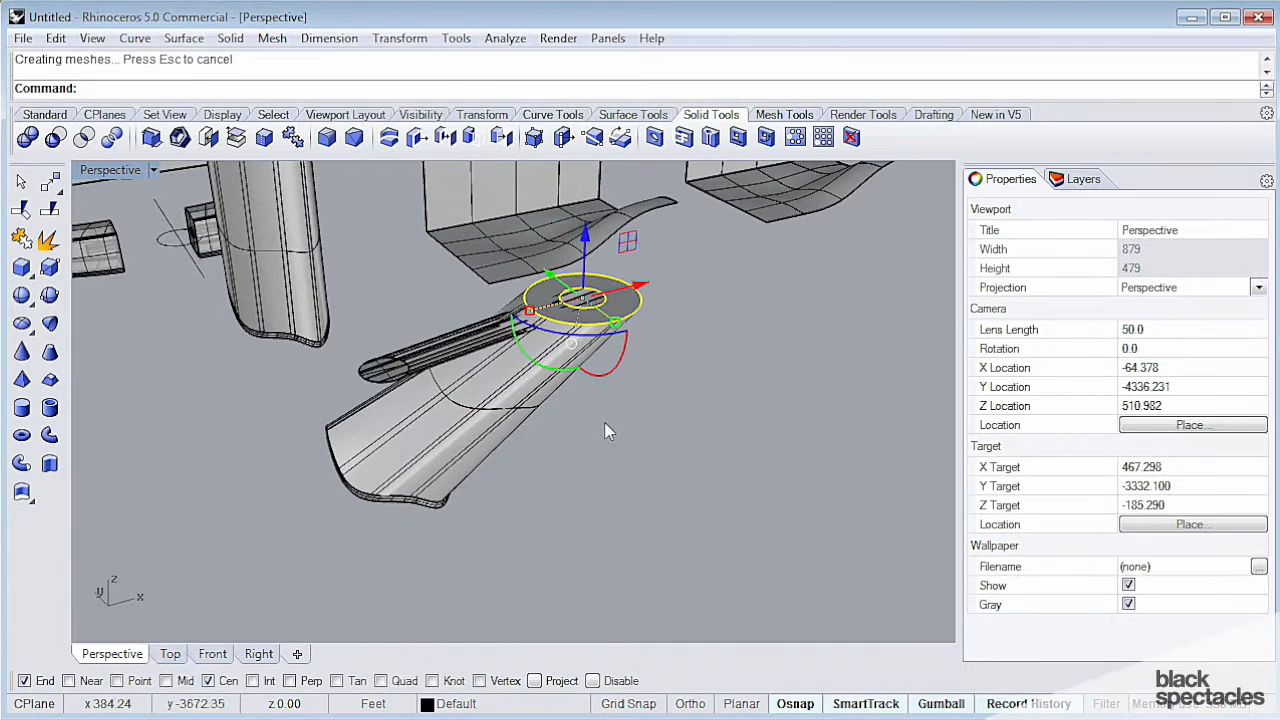 Untitled - Rhinoceros 5.0 Commercial - [Perspective]
File Edit View Curve Surface Solid Mesh Dimension Transform Tools Analyze Render Panels Help
Creating meshes... Press Esc to cancel
Command:
Standard CPlanes Set View Display Select Viewport Layout Visibility Transform Curve Tools Surface Tools Solid Tools Mesh Tools Render Tools Drafting New in V5
Perspective
Properties Layers
Viewport
Title Perspective
Width 879
Height 479
Projection Perspective
Camera
Lens Length 50.0
Rotation 0.0
X Location -64.378
Y Location -4336.231
Z Location 510.982
Location Place...
Target
X Target 467.298
Y Target -3332.100
Z Target -185.290
Location Place...
Wallpaper
Filename (none) ...
Show
Gray
z
y x
Perspective Top Front Right
End Near Point Mid Cen Int Perp Tan Quad Knot Vertex Project Disable
CPlane x 384.24 y -3672.35 z 0.00 Feet Default Grid Snap Ortho Planar Osnap SmartTrack Gumball Record History Filter
black
spectacles